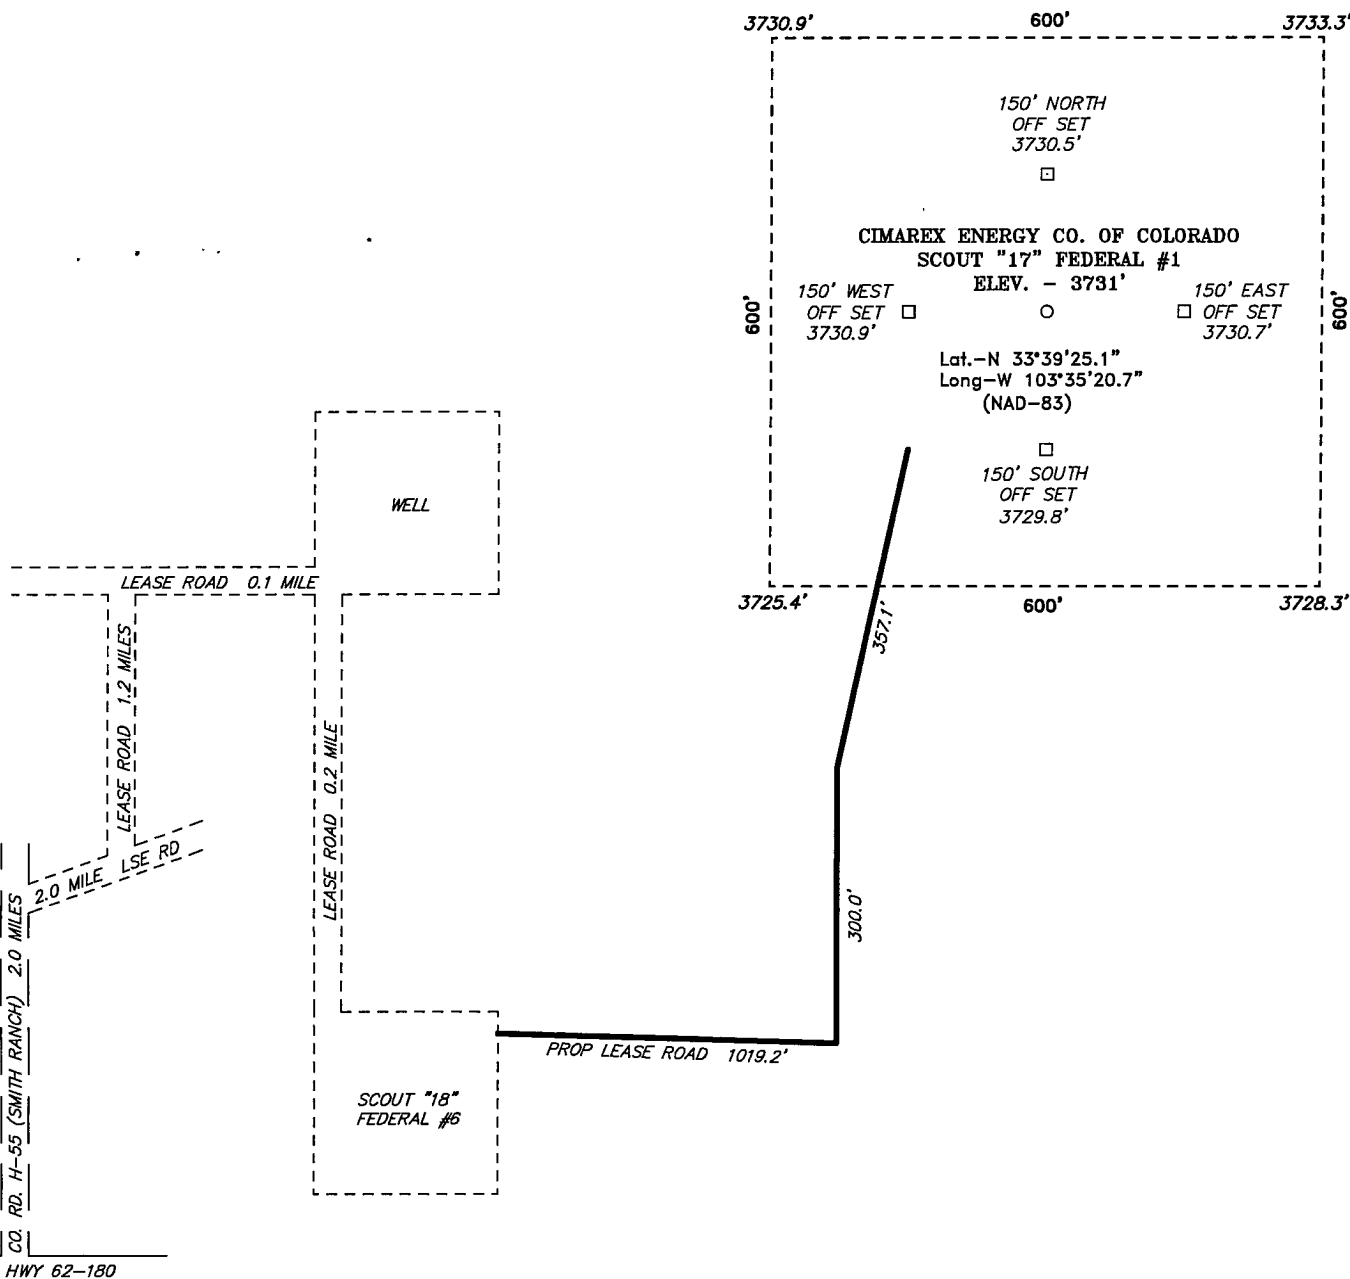 3730.9'
600'
3733.3'
150' NORTH
OFF SET
3730.5'
CIMAREX ENERGY CO. OF COLORADO
SCOUT "17" FEDERAL #1
ELEV. - 3731'
150' WEST
OFF SET
3730.9'
150' EAST
OFF SET
3730.7'
600'
600'
Lat.-N 33°39'25.1"
Long-W 103°35'20.7"
(NAD-83)
150' SOUTH
OFF SET
3729.8'
3725.4'
600'
3728.3'
WELL
LEASE ROAD 0.1 MILE
LEASE ROAD 1.2 MILES
357.1'
LEASE ROAD 0.2 MILE
2.0 MILE LSE RD
300.0'
CO. RD. H-55 (SMITH RANCH) 2.0 MILES
PROP LEASE ROAD 1019.2'
SCOUT "18"
FEDERAL #6
HWY 62-180